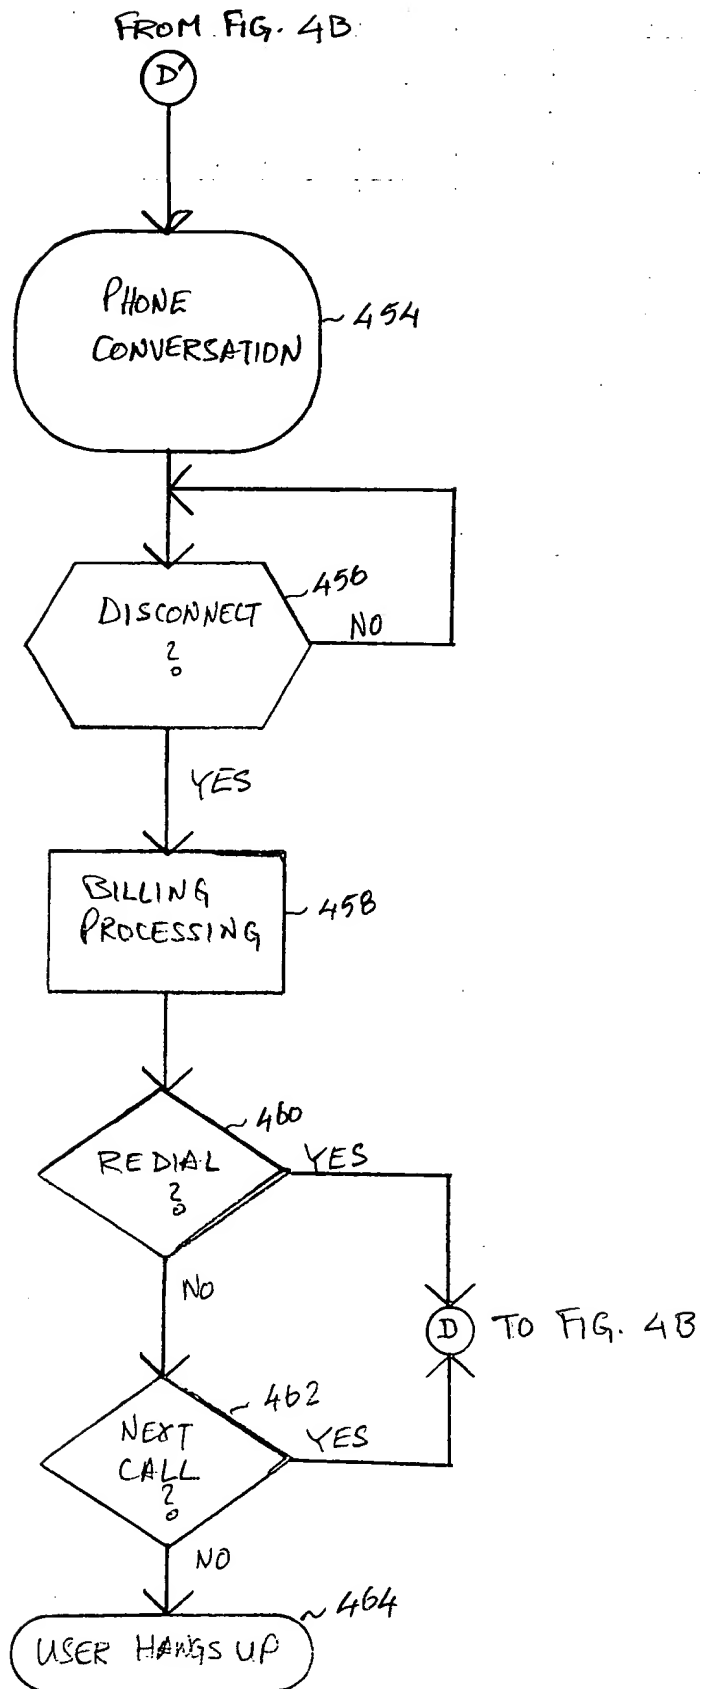 FROM FIG. 4B
D'
PHONE
CONVERSATION
454
DISCONNECT
?
456
NO
YES
BILLING
PROCESSING
458
460
REDIAL
?
YES
NO
D TO FIG. 4B
462
NEXT
CALL
?
YES
NO
464
USER HANGS UP